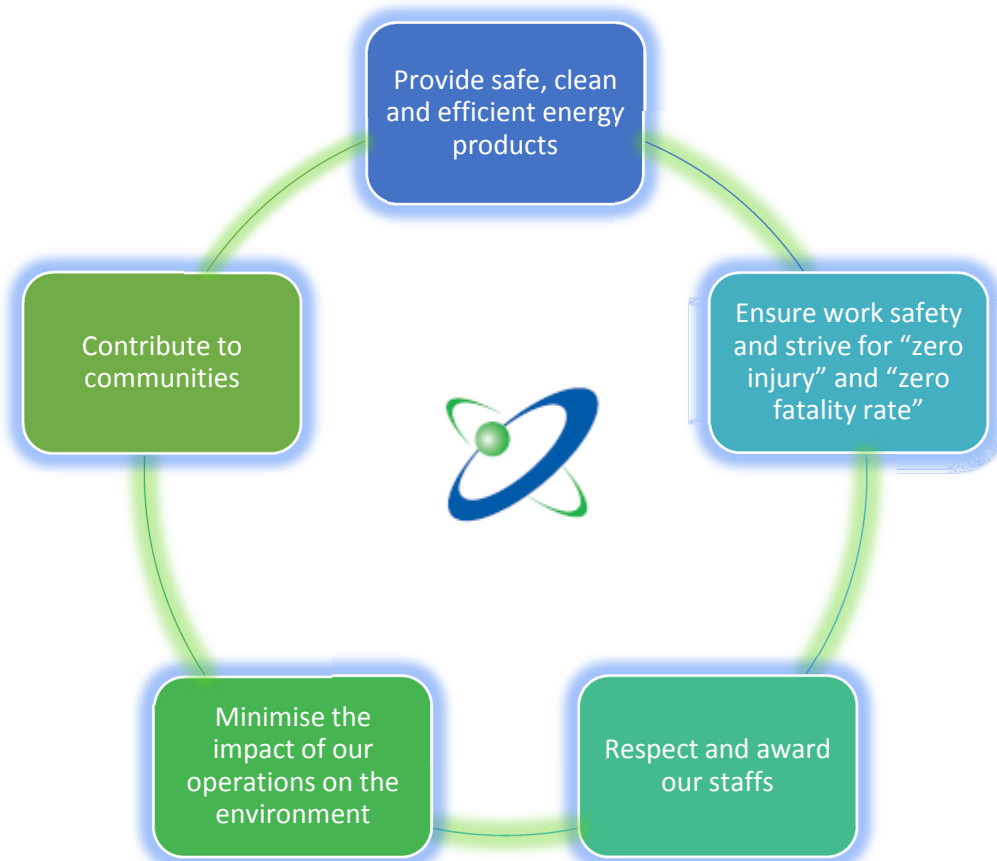 Provide safe, clean
and efficient energy
products
Ensure work safety
and strive for “zero
injury” and “zero
fatality rate”
Respect and award
our staffs
Minimise the
impact of our
operations on the
environment
Contribute to
communities